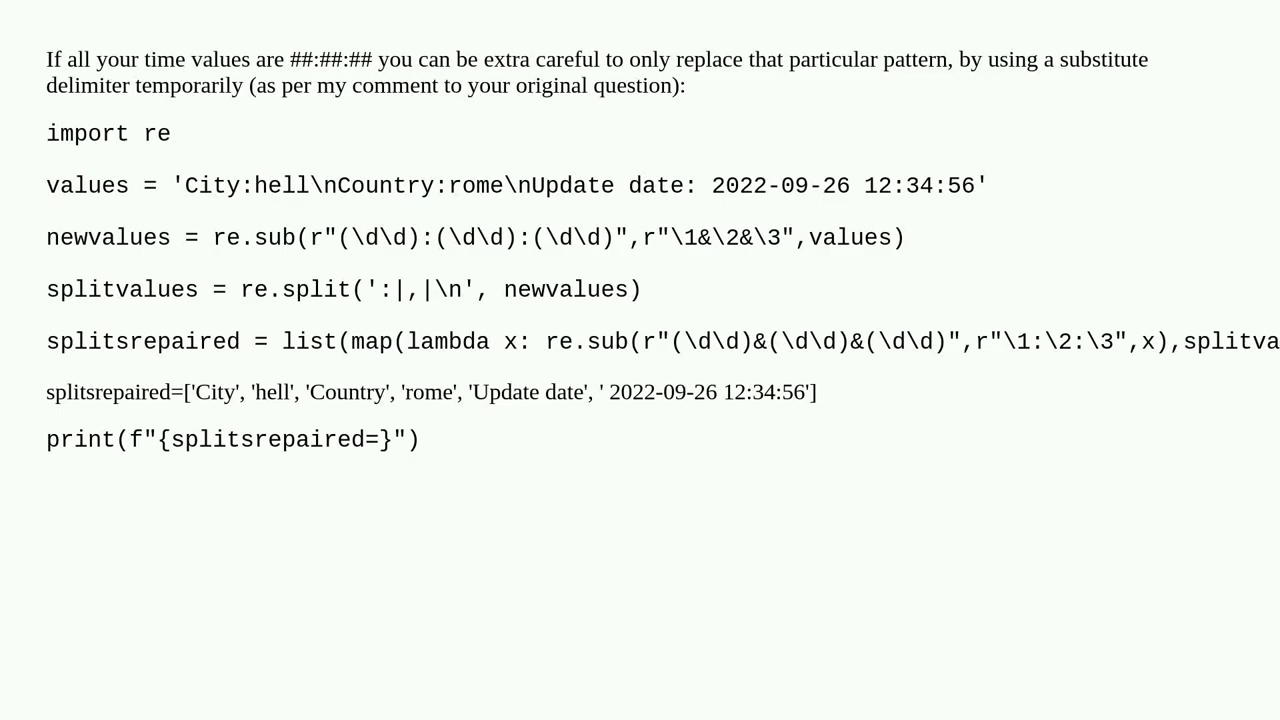 If all your time values are ##:##:## you can be extra careful to only replace that particular pattern, by using a substitute
delimiter temporarily (as per my comment to your original question):
import re
values = 'City:hell\nCountry:rome\nUpdate date: 2022-09-26 12:34:56'
newvalues = re.sub(r"(\d\d):(\d\d):(\d\d)",r"\1&\2&\3",values)
splitvalues = re.split(':|,|\n', newvalues)
splitsrepaired = list(map(lambda x: re.sub(r"(\d\d)&(\d\d)&(\d\d)",r"\1:\2:\3",x),splitva
splitsrepaired=['City', 'hell', 'Country', 'rome', 'Update date', ' 2022-09-26 12:34:56']
print(f"{splitsrepaired=}")